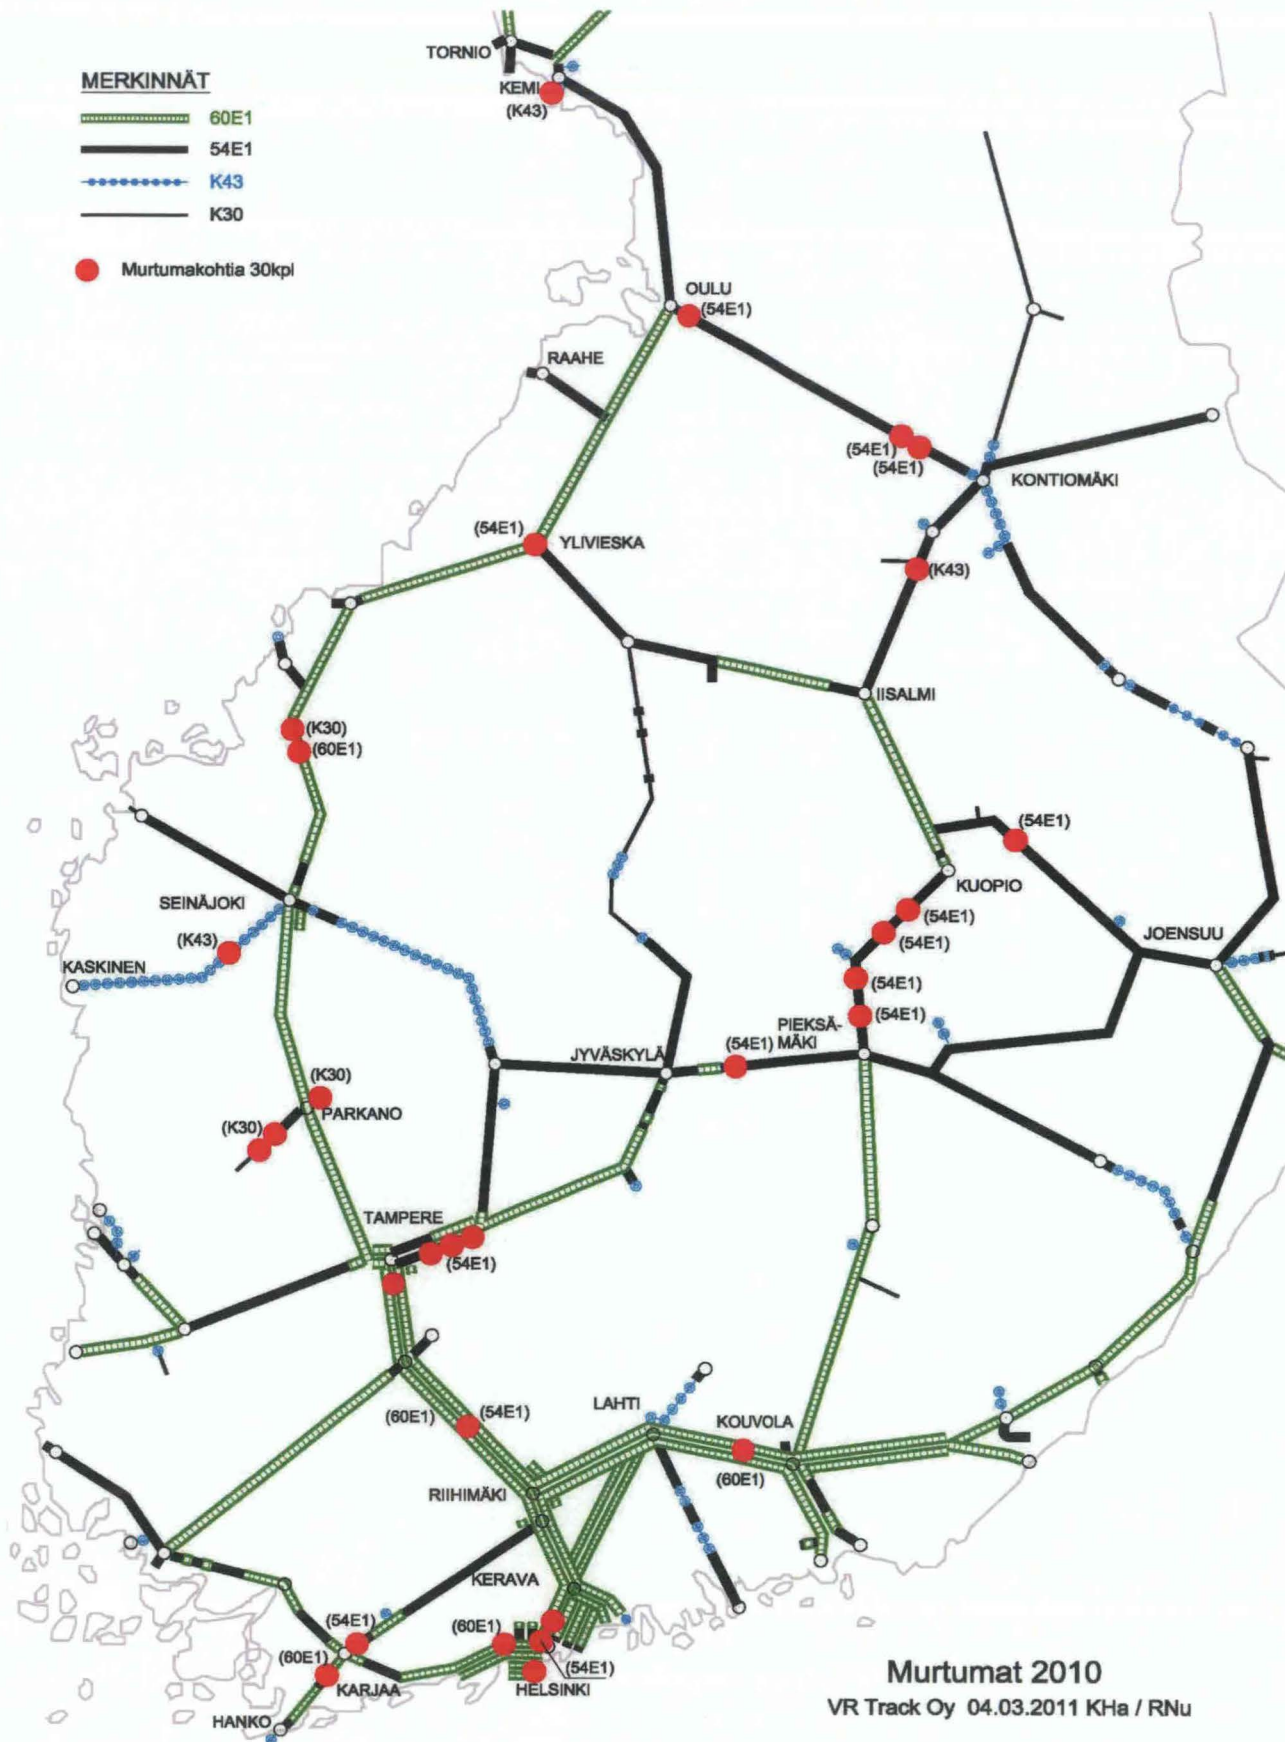 TORNIO
MERKINNÄT
KEMI
(K43)
60E1
54E1
K43
K30
Murtumakohtia 30kpl
OULU
(54E1)
RAAHE
(54E1)
(54E1)
KONTIOMÄKI
(54E1)
YLIVIESKA
(K43)
IISALMI
(K30)
(60E1)
(54E1)
KUOPIO
SEINÄJOKI
(54E1)
(K43)
(54E1)
JOENSUU
KASKINEN
(54E1)
(54E1)
PIEKSÄ-
MÄKI
JYVÄSKYLÄ
(54E1)
(K30)
PARKANO
(K30)
TAMPERE
(54E1)
(60E1)
(54E1)
LAHTI
KOUVOLA
(60E1)
RIIHIMÄKI
KERAVA
(54E1)
(60E1)
(60E1)
(54E1)
KARJAA
HELSINKI
HANKO
Murtumat 2010
VR Track Oy 04.03.2011 KHa / RNu